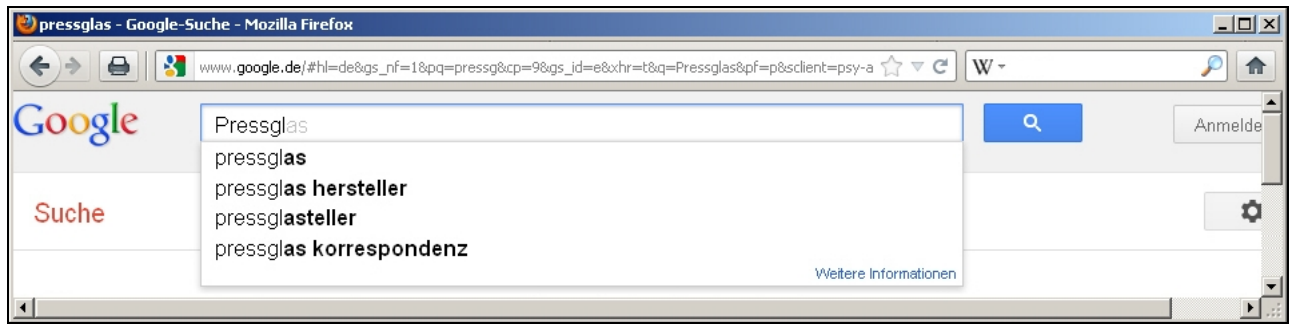 pressglas - Google-Suche - Mozilla Firefox
www.google.de/#hl=de&gs_nf=1&pq=pressg&cp=9&gs_id=e&xhr=t&q=Pressglas&pf=p&sclient=psy-a W
Google Pressglas Anmelde
pressglas
pressglas hersteller
Suche pressglasteller
pressglas korrespondenz
Weitere Informationen